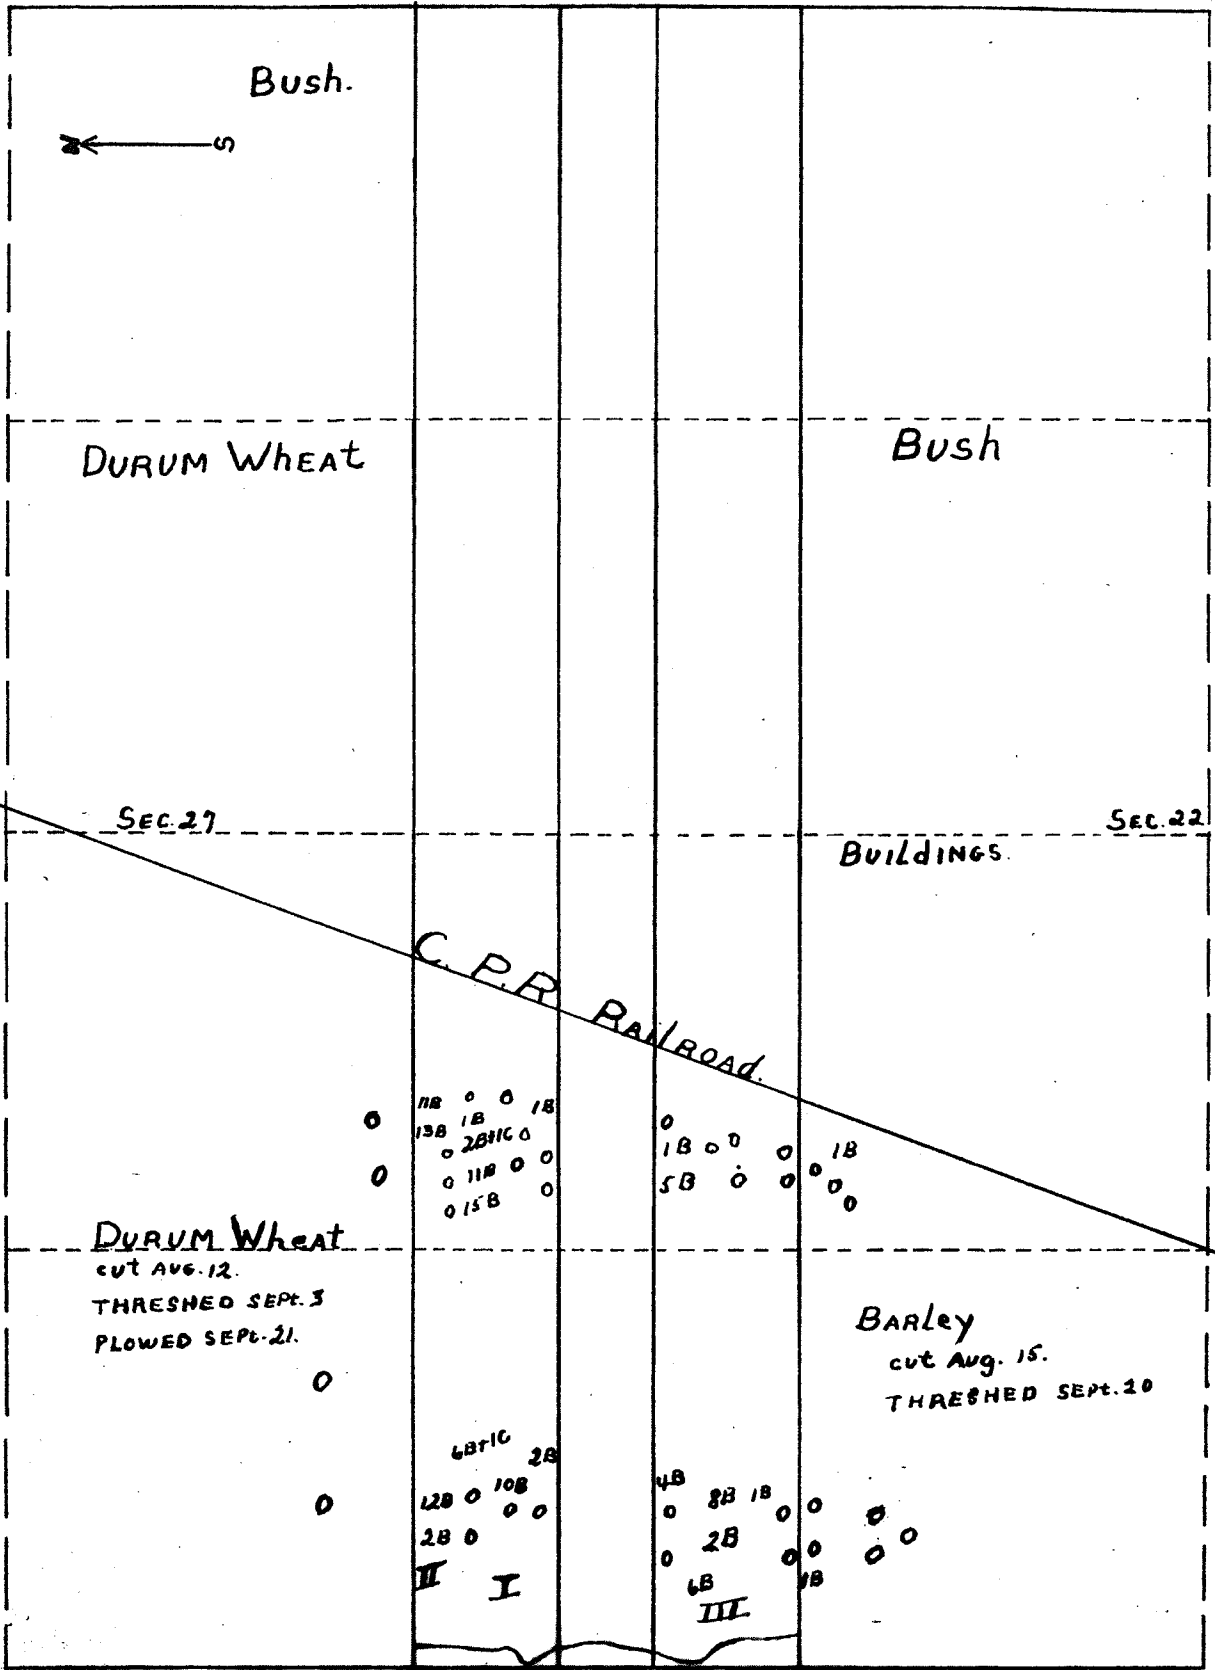 Bush.
N S
DURUM WHEAt
Bush
SEC. 27
SEC. 22
BUILdINGS.
C. P. R. RAILROAd.
11B 1B
13B 1B
2B+1C
11B
15B
1B 1B
5B
DURUM WheAt
cut AUG. 12.
THRESHED SEPt. 3
PLOWED SEPt. 21.
BARley
cut Aug. 15.
THRESHED SEPt. 20
6B+1C 2B
12B 10B
2B
II I
4B 8B 1B
2B
6B 1B
III